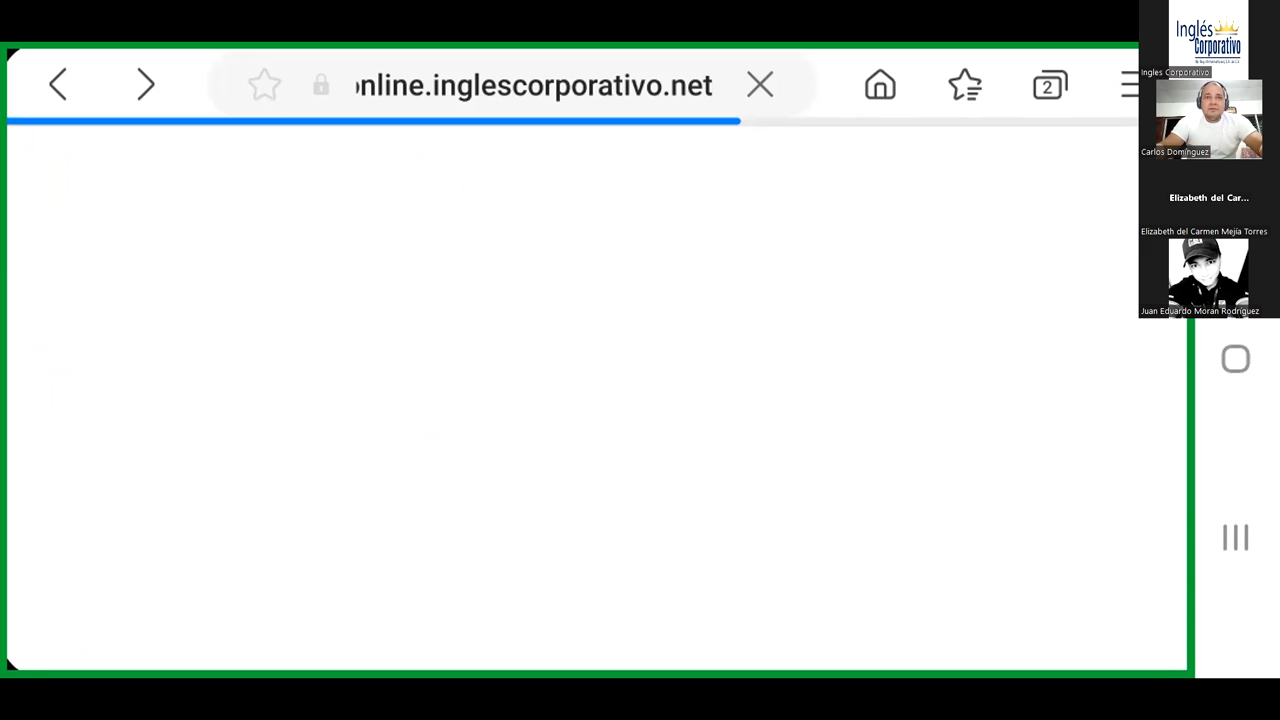 nline.inglescorporativo.net
2
Inglés
Corporativo
Ingles Corporativo
Carlos Domínguez
Elizabeth del Car...
Elizabeth del Carmen Mejía Torres
Juan Eduardo Moran Rodriguez